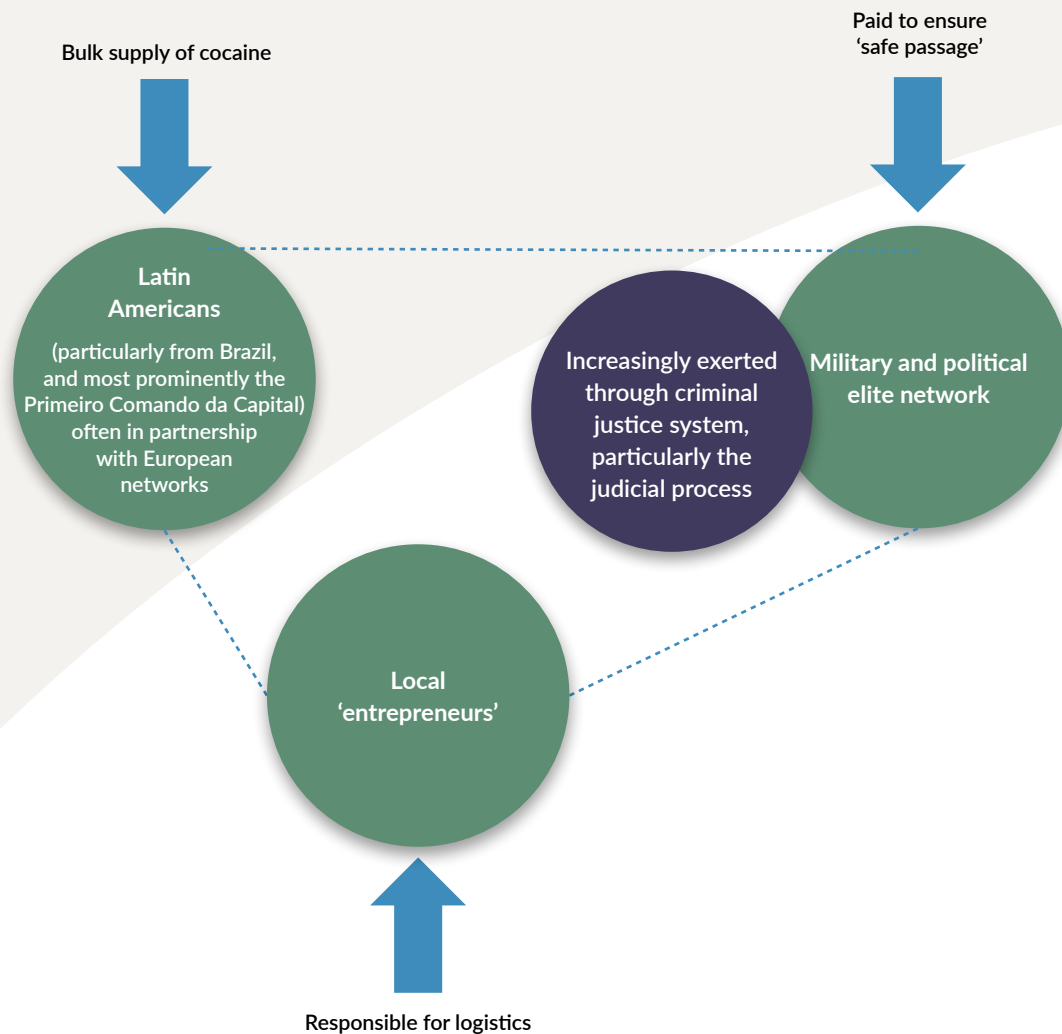 Bulk supply of cocaine
Paid to ensure
‘safe passage’
Latin
Americans
(particularly from Brazil,
and most prominently the
Primeiro Comando da Capital)
often in partnership
with European
networks
Increasingly exerted
through criminal
justice system,
particularly the
judicial process
Military and political
elite network
Local
‘entrepreneurs’
Responsible for logistics